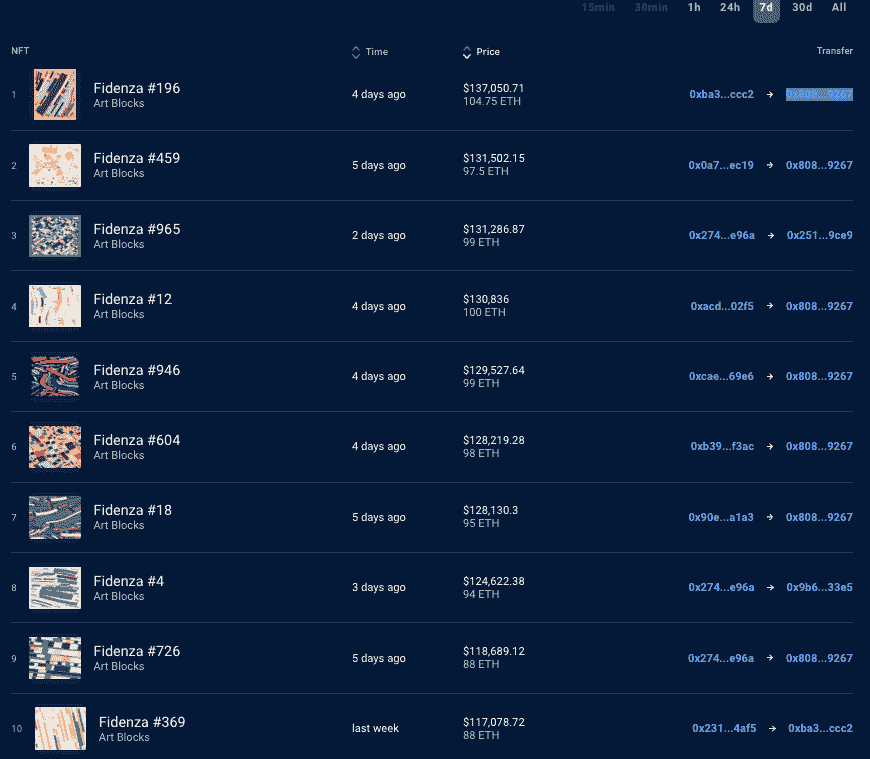 15min 30min 1h 24h 7d 30d All
NFT Time Price Transfer
1 Fidenza #196 4 days ago $137,050.71 0xba3...ccc2 → 0x808...9267
Art Blocks 104.75 ETH
2 Fidenza #459 5 days ago $131,502.15 0x0a7...ec19 → 0x808...9267
Art Blocks 97.5 ETH
3 Fidenza #965 2 days ago $131,286.87 0x274...e96a → 0x251...9ce9
Art Blocks 99 ETH
4 Fidenza #12 4 days ago $130,836 0xacd...02f5 → 0x808...9267
Art Blocks 100 ETH
5 Fidenza #946 4 days ago $129,527.64 0xcae...69e6 → 0x808...9267
Art Blocks 99 ETH
6 Fidenza #604 4 days ago $128,219.28 0xb39...f3ac → 0x808...9267
Art Blocks 98 ETH
7 Fidenza #18 5 days ago $128,130.3 0x90e...a1a3 → 0x808...9267
Art Blocks 95 ETH
8 Fidenza #4 3 days ago $124,622.38 0x274...e96a → 0x9b6...33e5
Art Blocks 94 ETH
9 Fidenza #726 5 days ago $118,689.12 0x274...e96a → 0x808...9267
Art Blocks 88 ETH
10 Fidenza #369 last week $117,078.72 0x231...4af5 → 0xba3...ccc2
Art Blocks 88 ETH